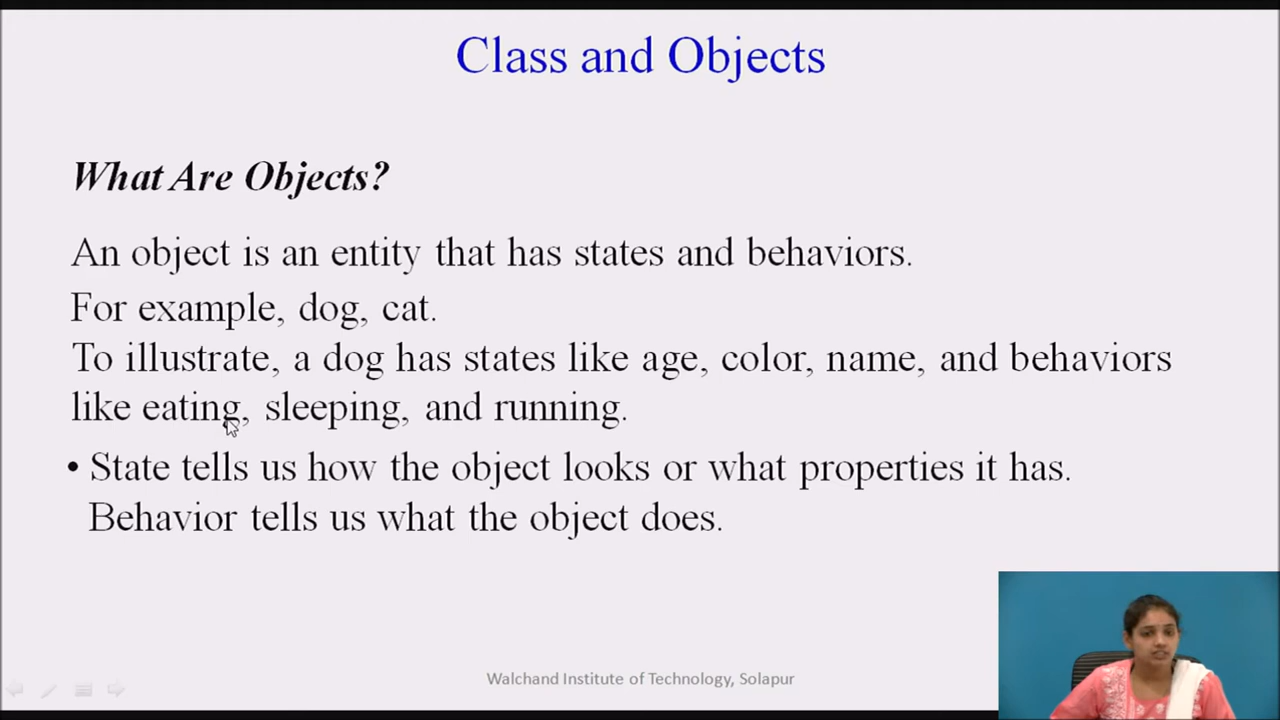 Class and Objects
What Are Objects?
An object is an entity that has states and behaviors.
For example, dog, cat.
To illustrate, a dog has states like age, color, name, and behaviors
like eating, sleeping, and running.
• State tells us how the object looks or what properties it has.
Behavior tells us what the object does.
Walchand Institute of Technology, Solapur